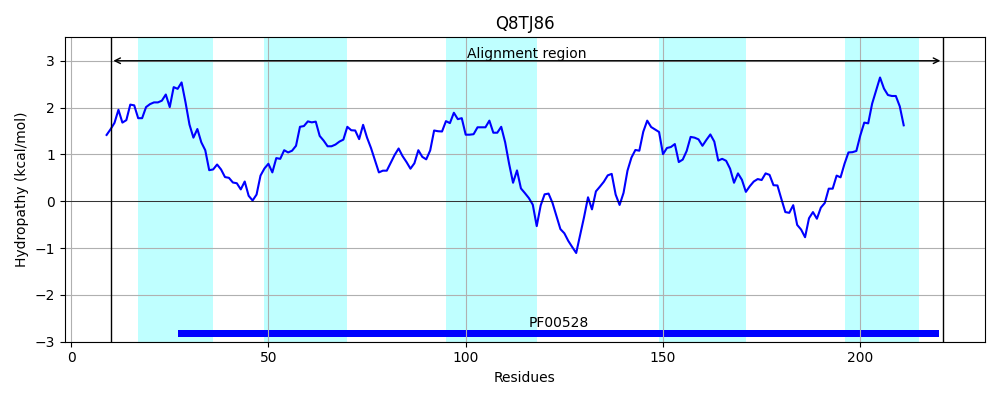 Q8TJ86
Hydropathy (kcal/mol)
3
2
1
0
−1
−2
−3
Alignment region
PF00528
0
50
100
150
200
Residues